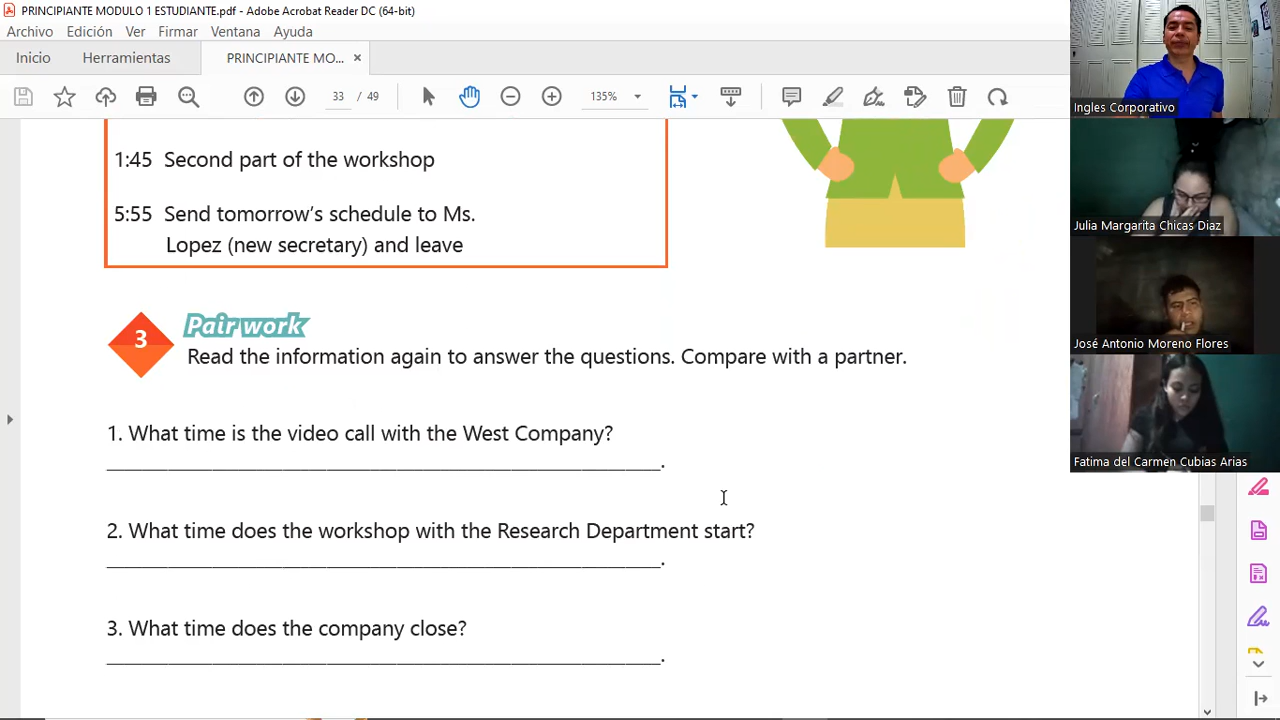 PRINCIPIANTE MODULO 1 ESTUDIANTE.pdf - Adobe Acrobat Reader DC (64-bit)
Archivo Edición Ver Firmar Ventana Ayuda
Inicio Herramientas PRINCIPIANTE MO... ×
33 / 49 135%
1:45 Second part of the workshop
5:55 Send tomorrow's schedule to Ms.
Lopez (new secretary) and leave
3 Pair work
Read the information again to answer the questions. Compare with a partner.
1. What time is the video call with the West Company?
______________________________________________.
2. What time does the workshop with the Research Department start?
______________________________________________.
3. What time does the company close?
______________________________________________.
Ingles Corporativo
Julia Margarita Chicas Diaz
José Antonio Moreno Flores
Fatima del Carmen Cubias Arias